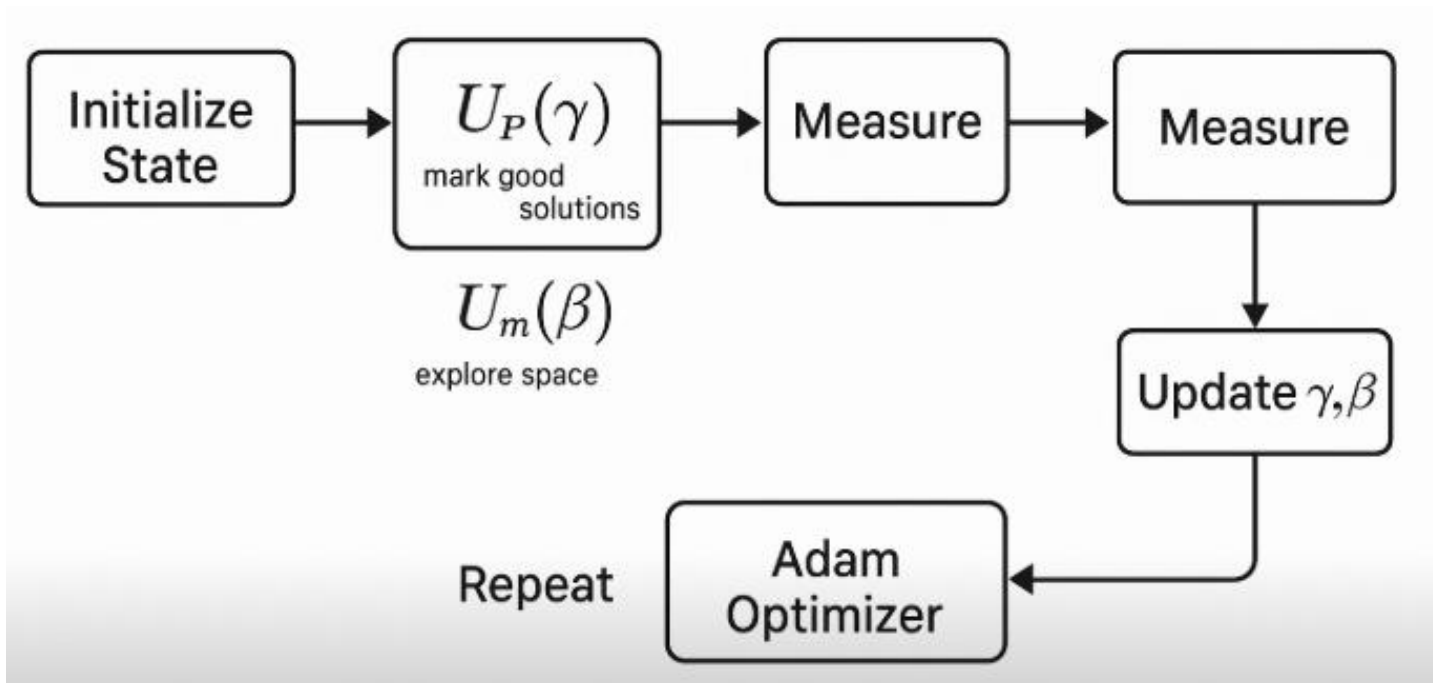 Initialize
State
U_P(γ)
mark good
solutions
U_m(β)
explore space
Measure
Measure
Update γ,β
Adam
Optimizer
Repeat